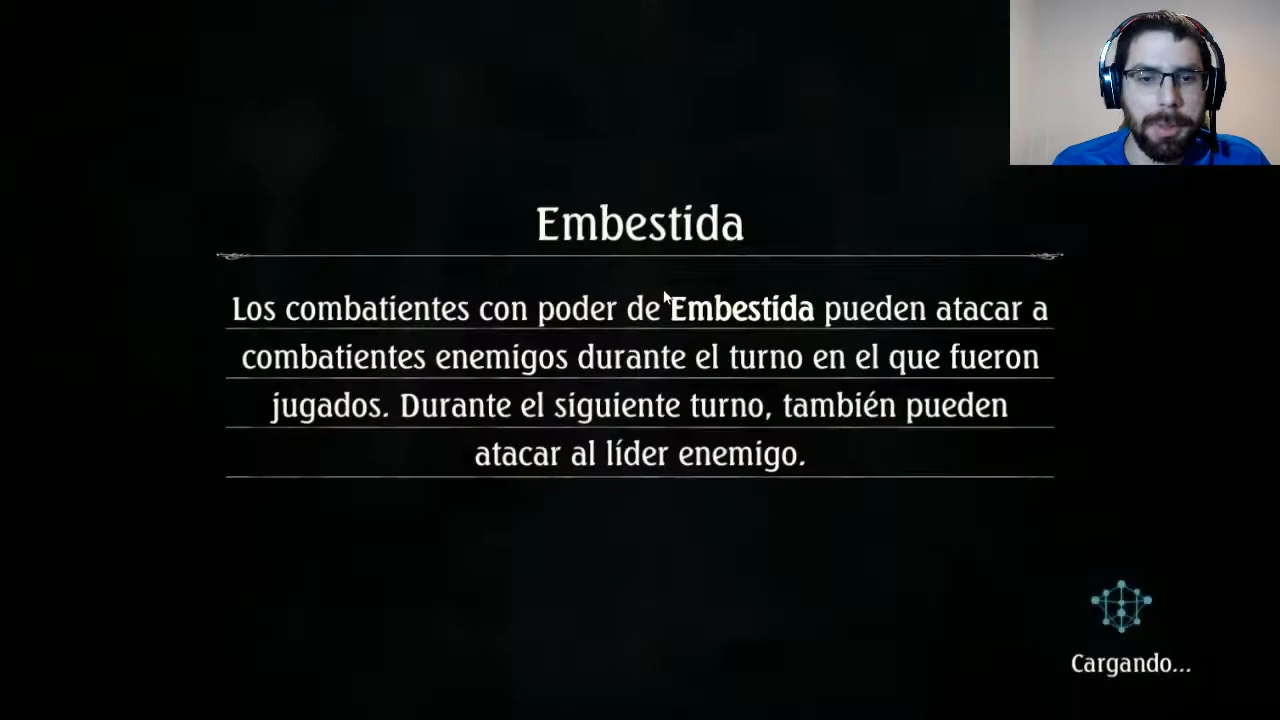 Embestida
Los combatientes con poder de Embestida pueden atacar a
combatientes enemigos durante el turno en el que fueron
jugados. Durante el siguiente turno, también pueden
atacar al líder enemigo.
Cargando...